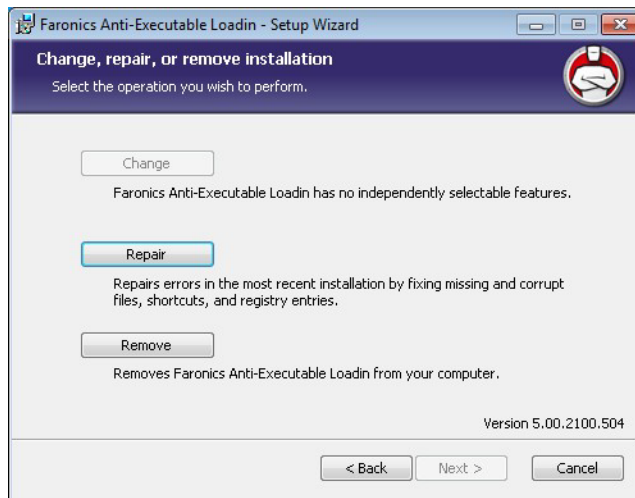 Faronics Anti-Executable Loadin - Setup Wizard
Change, repair, or remove installation
Select the operation you wish to perform.
Change
Faronics Anti-Executable Loadin has no independently selectable features.
Repair
Repairs errors in the most recent installation by fixing missing and corrupt
files, shortcuts, and registry entries.
Remove
Removes Faronics Anti-Executable Loadin from your computer.
Version 5.00.2100.504
< Back
Next >
Cancel